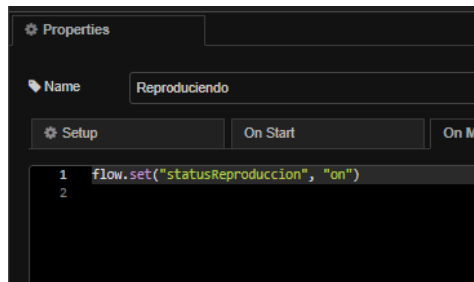 Properties
Name
Reproduciendo
Setup
On Start
On M
1 flow.set("statusReproduccion", "on")
2